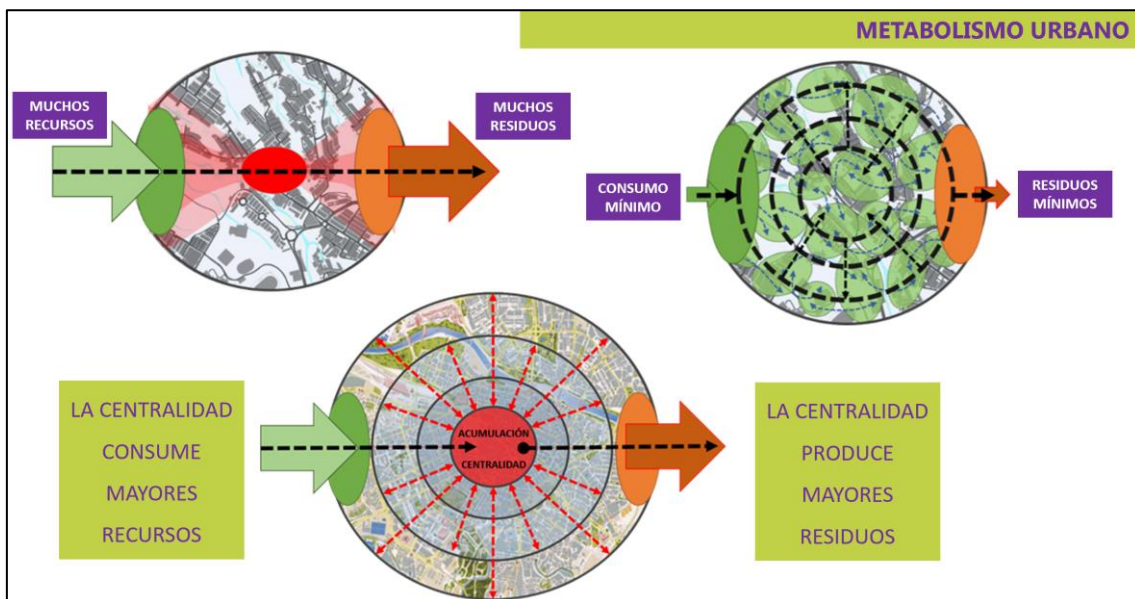 METABOLISMO URBANO
MUCHOS
RECURSOS
MUCHOS
RESIDUOS
CONSUMO
MÍNIMO
RESIDUOS
MÍNIMOS
LA CENTRALIDAD
CONSUME
MAYORES
RECURSOS
ACUMULACIÓN
CENTRALIDAD
LA CENTRALIDAD
PRODUCE
MAYORES
RESIDUOS